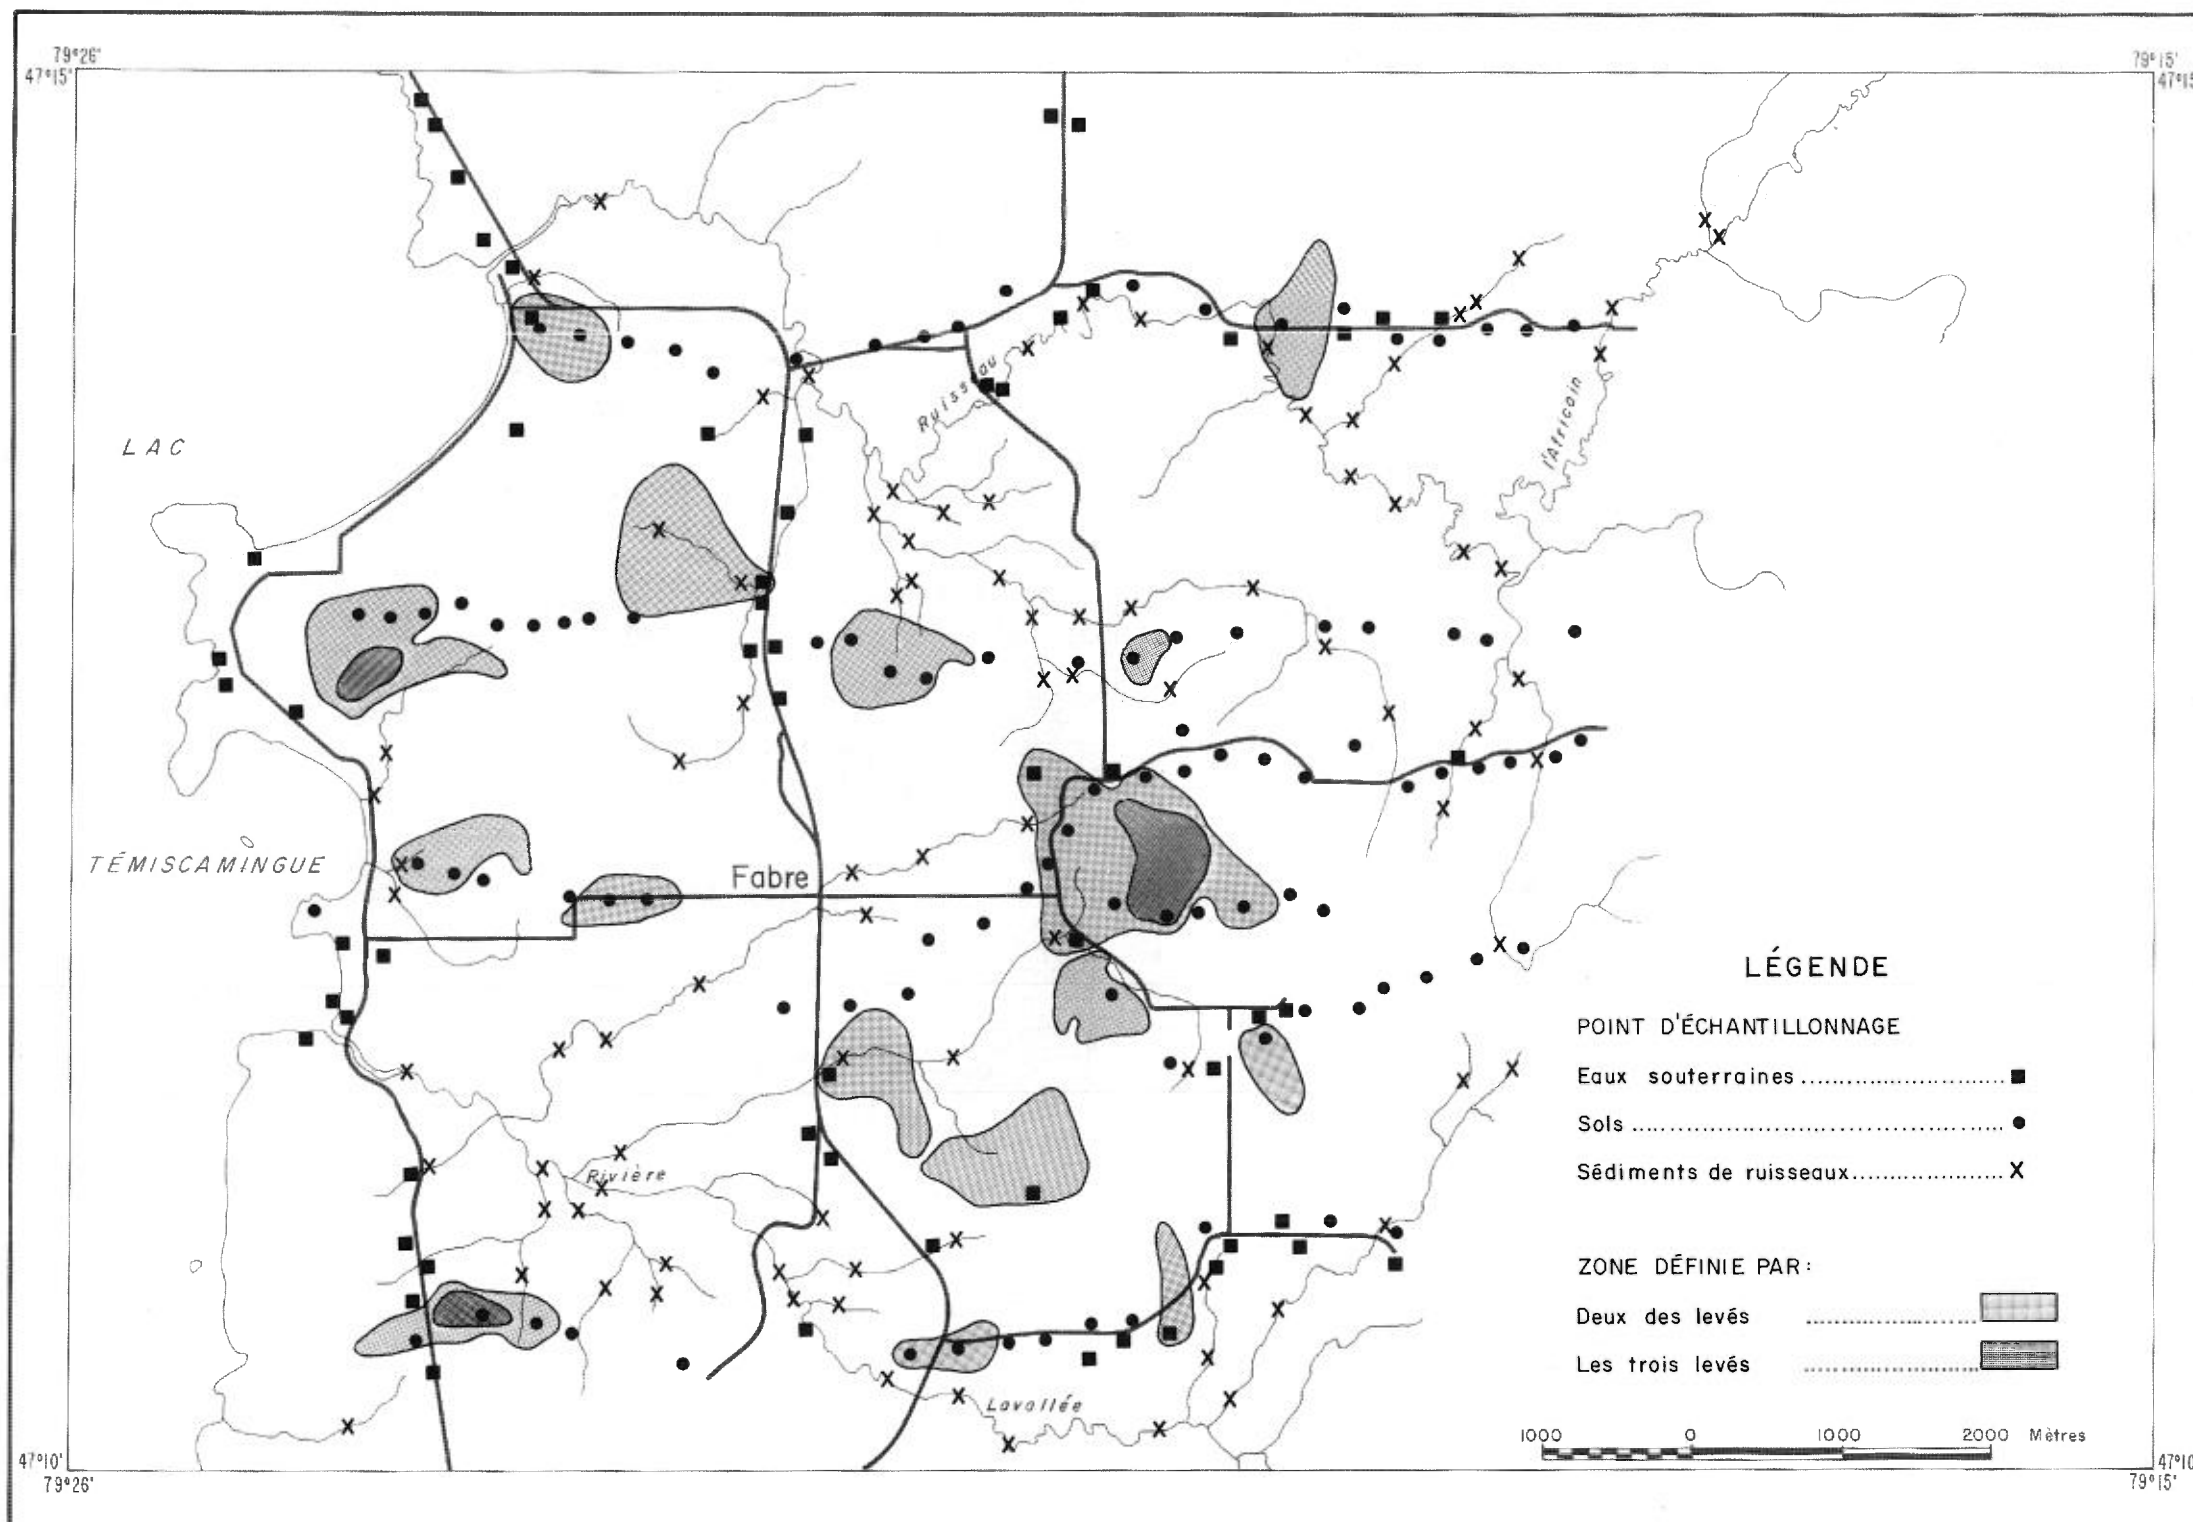 79°26'
79°15'
47°15'
47°15
Ruisseau
l'Africain
LAC
TÉMISCAMINGUE
Fabre
LÉGENDE
POINT D'ÉCHANTILLONNAGE
Eaux souterraines
Sols
Sédiments de ruisseaux
Rivière
ZONE DÉFINIE PAR:
Deux des levés
Les trois levés
Lavallée
1000 0 1000 2000 Mètres
47°10'
47°10
79°26'
79°15'